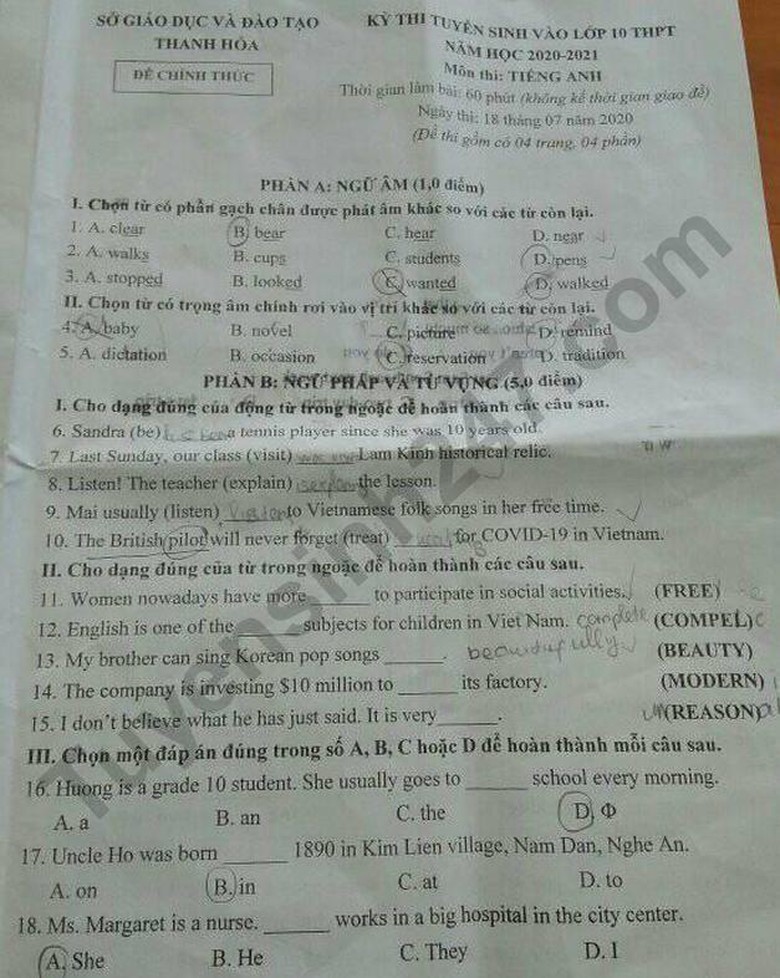 SỞ GIÁO DỤC VÀ ĐÀO TẠO
THANH HÓA
ĐỀ CHÍNH THỨC
KỲ THI TUYỂN SINH VÀO LỚP 10 THPT
NĂM HỌC 2020-2021
Môn thi: TIẾNG ANH
Thời gian làm bài: 60 phút (không kể thời gian giao đề)
Ngày thi: 18 tháng 07 năm 2020
(Đề thi gồm có 04 trang, 04 phần)
PHẦN A: NGỮ ÂM (1,0 điểm)
I. Chọn từ có phần gạch chân được phát âm khác so với các từ còn lại.
1. A. clear B. bear C. hear D. near
2. A. walks B. cups C. students D. pens
3. A. stopped B. looked C. wanted D. walked
II. Chọn từ có trọng âm chính rơi vào vị trí khác so với các từ còn lại.
4. A. baby B. novel C. picture D. remind
5. A. dictation B. occasion C. reservation D. tradition
PHẦN B: NGỮ PHÁP VÀ TỪ VỰNG (5,0 điểm)
I. Cho dạng đúng của động từ trong ngoặc để hoàn thành các câu sau.
6. Sandra (be) a tennis player since she was 10 years old.
7. Last Sunday, our class (visit) ______ Lam Kinh historical relic.
8. Listen! The teacher (explain) ______ the lesson.
9. Mai usually (listen) ______ to Vietnamese folk songs in her free time.
10. The British pilot will never forget (treat) ______ for COVID-19 in Vietnam.
II. Cho dạng đúng của từ trong ngoặc để hoàn thành các câu sau.
11. Women nowadays have more ______ to participate in social activities. (FREE)
12. English is one of the ______ subjects for children in Viet Nam. complete (COMPEL)
13. My brother can sing Korean pop songs ______. beautifully (BEAUTY)
14. The company is investing $10 million to ______ its factory. (MODERN)
15. I don't believe what he has just said. It is very ______. un (REASON)
III. Chọn một đáp án đúng trong số A, B, C hoặc D để hoàn thành mỗi câu sau.
16. Huong is a grade 10 student. She usually goes to ______ school every morning.
A. a B. an C. the D. Φ
17. Uncle Ho was born ______ 1890 in Kim Lien village, Nam Dan, Nghe An.
A. on B. in C. at D. to
18. Ms. Margaret is a nurse. ______ works in a big hospital in the city center.
A. She B. He C. They D. I
Tuyensinh247.com